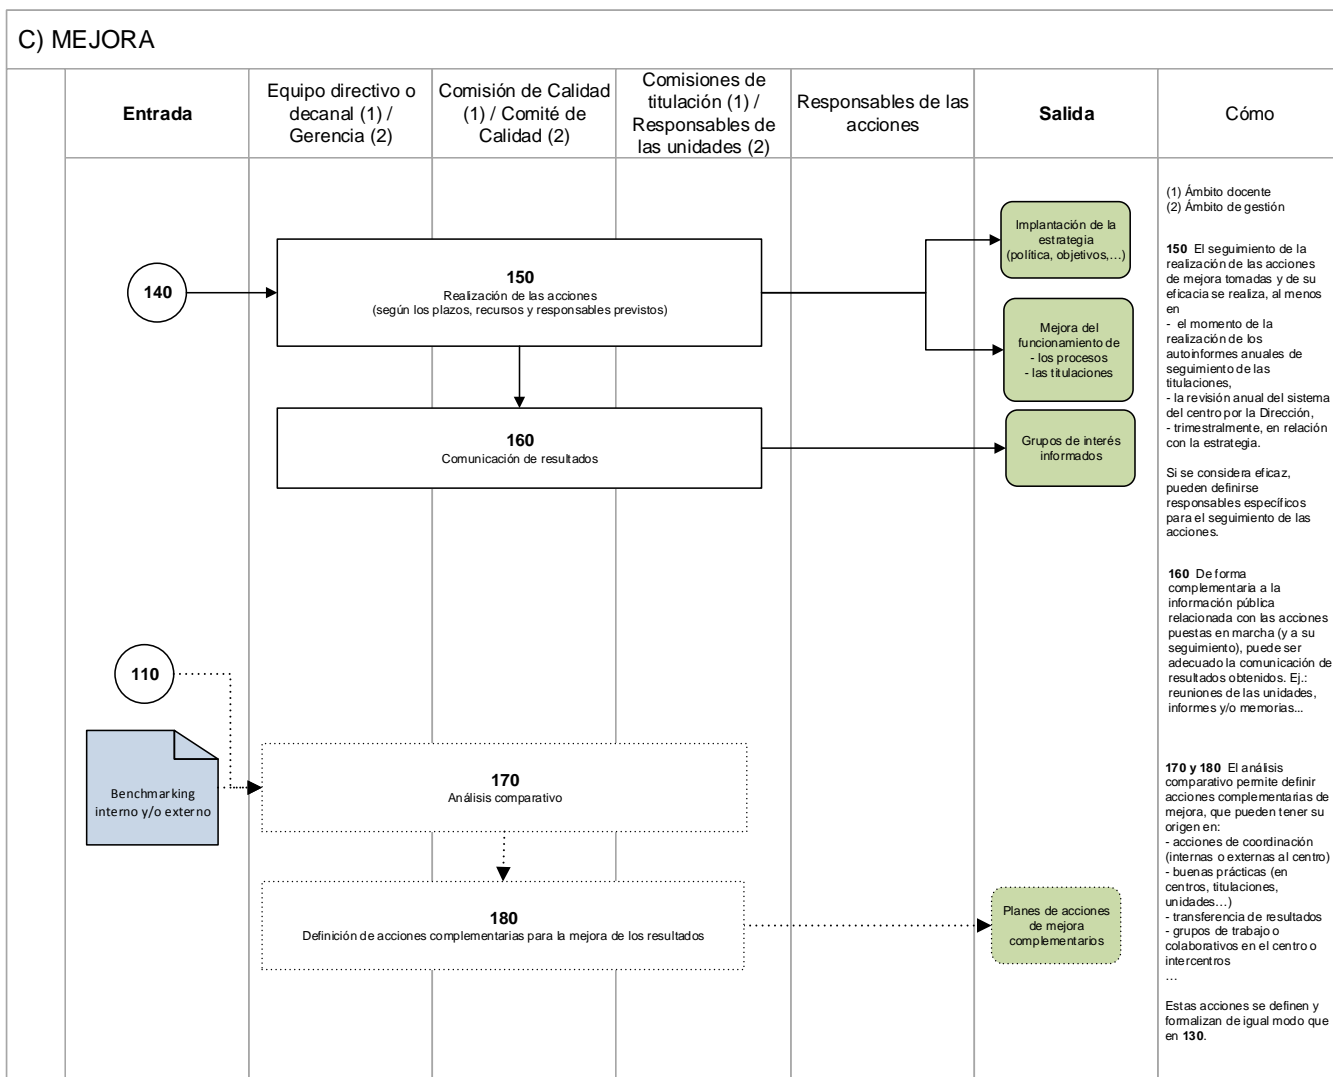 C) MEJORA
Entrada
Equipo directivo o
decanal (1) /
Gerencia (2)
Comisión de Calidad
(1) / Comité de
Calidad (2)
Comisiones de
titulación (1) /
Responsables de
las unidades (2)
Responsables de las
acciones
Salida
Cómo
140
150
Realización de las acciones
(según los plazos, recursos y responsables previstos)
Implantación de la
estrategia
(política, objetivos,...)
Mejora del
funcionamiento de
- los procesos
- las titulaciones
160
Comunicación de resultados
Grupos de interés
informados
110
Benchmarking
interno y/o externo
170
Análisis comparativo
180
Definición de acciones complementarias para la mejora de los resultados
Planes de acciones
de mejora
complementarios
(1) Ámbito docente
(2) Ámbito de gestión
150 El seguimiento de la
realización de las acciones
de mejora tomadas y de su
eficacia se realiza, al menos
en
- el momento de la
realización de los
autoinformes anuales de
seguimiento de las
titulaciones,
- la revisión anual del sistema
del centro por la Dirección,
- trimestralmente, en relación
con la estrategia.
Si se considera eficaz,
pueden definirse
responsables específicos
para el seguimiento de las
acciones.
160 De forma
complementaria a la
información pública
relacionada con las acciones
puestas en marcha (y a su
seguimiento), puede ser
adecuado la comunicación de
resultados obtenidos. Ej.:
reuniones de las unidades,
informes y/o memorias...
170 y 180 El análisis
comparativo permite definir
acciones complementarias de
mejora, que pueden tener su
origen en:
- acciones de coordinación
(internas o externas al centro)
- buenas prácticas (en
centros, titulaciones,
unidades...)
- transferencia de resultados
- grupos de trabajo o
colaborativos en el centro o
intercentros
...
Estas acciones se definen y
formalizan de igual modo que
en 130.